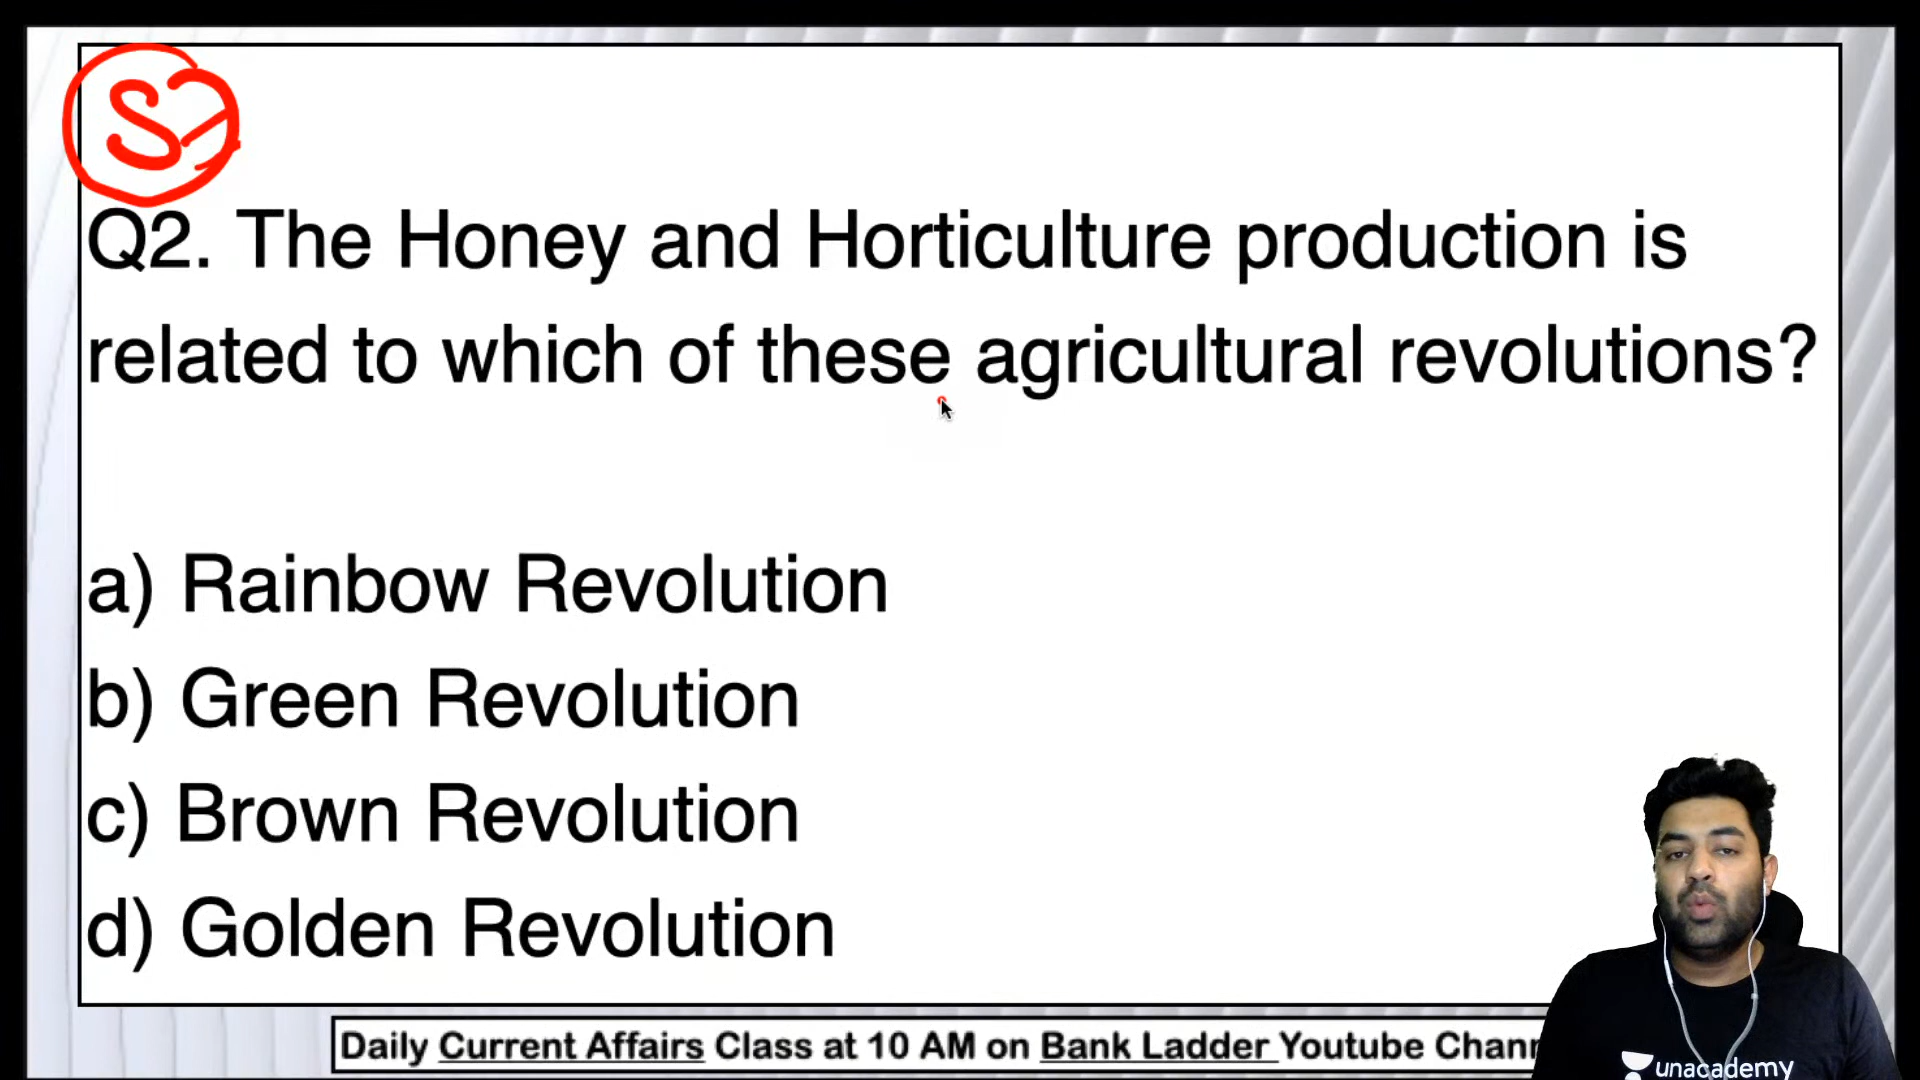 Q2. The Honey and Horticulture production is
related to which of these agricultural revolutions?
a) Rainbow Revolution
b) Green Revolution
c) Brown Revolution
d) Golden Revolution
Daily Current Affairs Class at 10 AM on Bank Ladder Youtube
unacademy